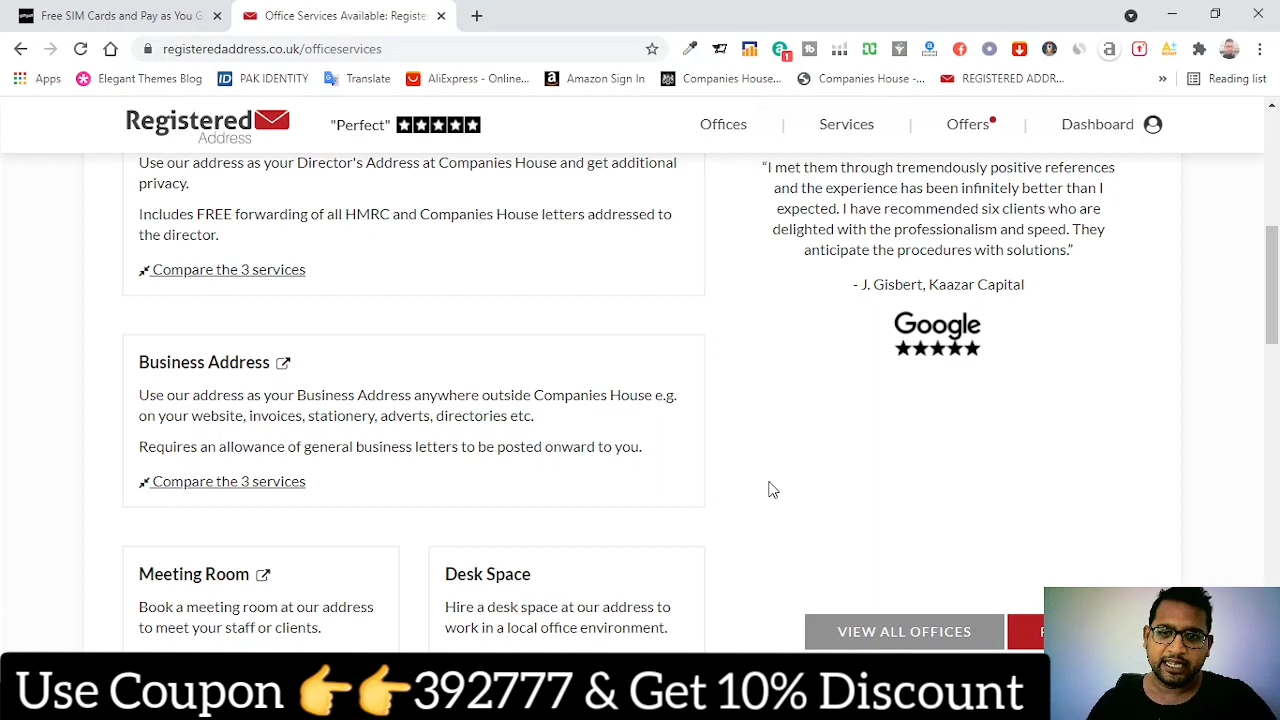 Free SIM Cards and Pay as You G
Office Services Available: Registe
registeredaddress.co.uk/officeservices
1
Apps
Elegant Themes Blog
PAK IDENTITY
Translate
AliExpress - Online...
Amazon Sign In
Companies House...
Companies House -...
REGISTERED ADDR...
»
Reading list
Registered
Address
"Perfect"
Offices | Services | Offers | Dashboard
Use our address as your Director's Address at Companies House and get additional
privacy.
Includes FREE forwarding of all HMRC and Companies House letters addressed to
the director.
Compare the 3 services
Business Address
Use our address as your Business Address anywhere outside Companies House e.g.
on your website, invoices, stationery, adverts, directories etc.
Requires an allowance of general business letters to be posted onward to you.
Compare the 3 services
Meeting Room
Book a meeting room at our address
to meet your staff or clients.
Desk Space
Hire a desk space at our address to
work in a local office environment.
“I met them through tremendously positive references
and the experience has been infinitely better than I
expected. I have recommended six clients who are
delighted with the professionalism and speed. They
anticipate the procedures with solutions.”
- J. Gisbert, Kaazar Capital
Google
★★★★★
VIEW ALL OFFICES
Use Coupon 👉👉392777 & Get 10% Discount